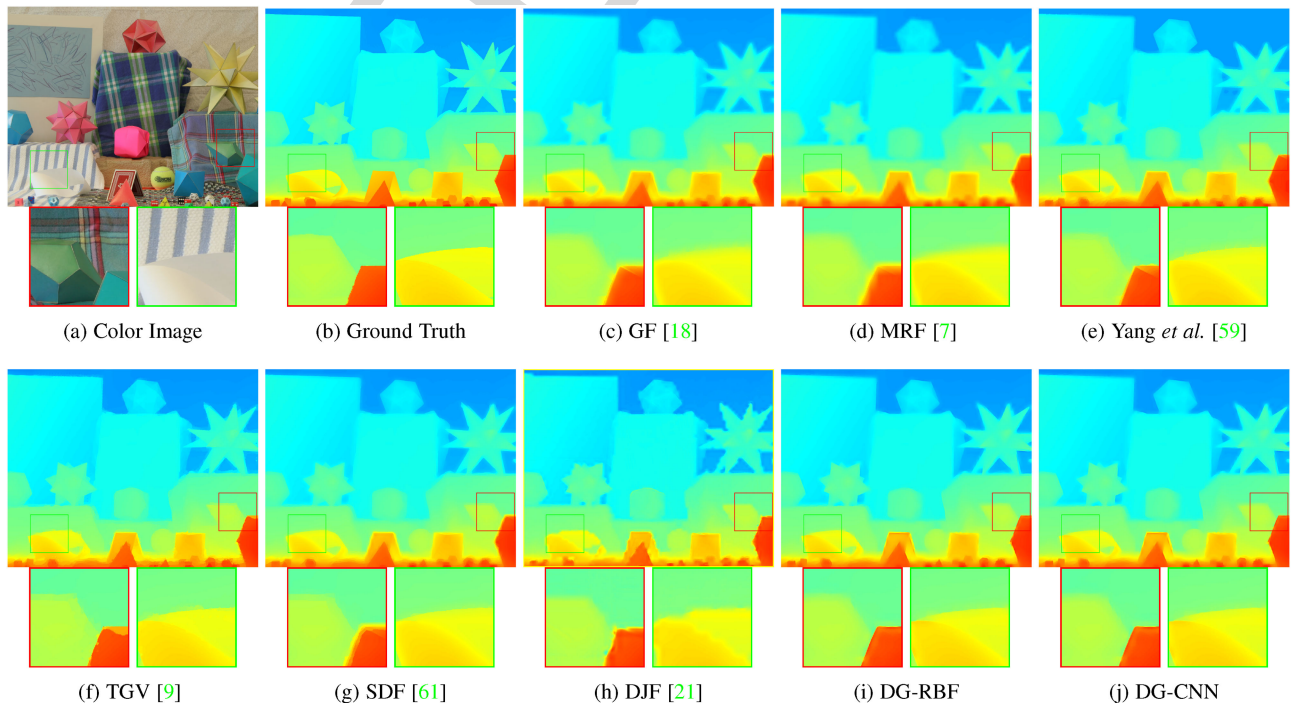 (a) Color Image
(b) Ground Truth
(c) GF [18]
(d) MRF [7]
(e) Yang et al. [59]
(f) TGV [9]
(g) SDF [61]
(h) DJF [21]
(i) DG-RBF
(j) DG-CNN